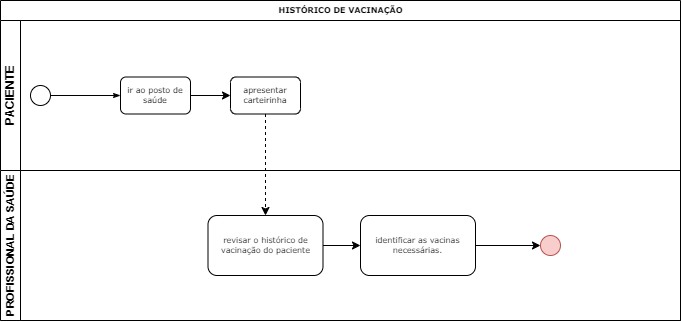 HISTÓRICO DE VACINAÇÃO
PACIENTE
ir ao posto de
saúde
apresentar
carteirinha
PROFISSIONAL DA SAÚDE
revisar o histórico de
vacinação do paciente
identificar as vacinas
necessárias.